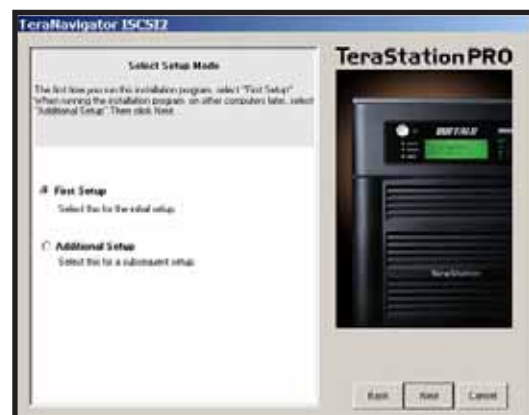 TeraNavigator ISCSI2
Select Setup Mode
The first time you run this installation program, select "First Setup".
When running the installation program on other computers later, select
"Additional Setup". Then click Next.
First Setup
Select this for the initial setup.
Additional Setup
Select this for a subsequent setup.
TeraStation PRO
BUFFALO
TeraStation
Back
Next
Cancel